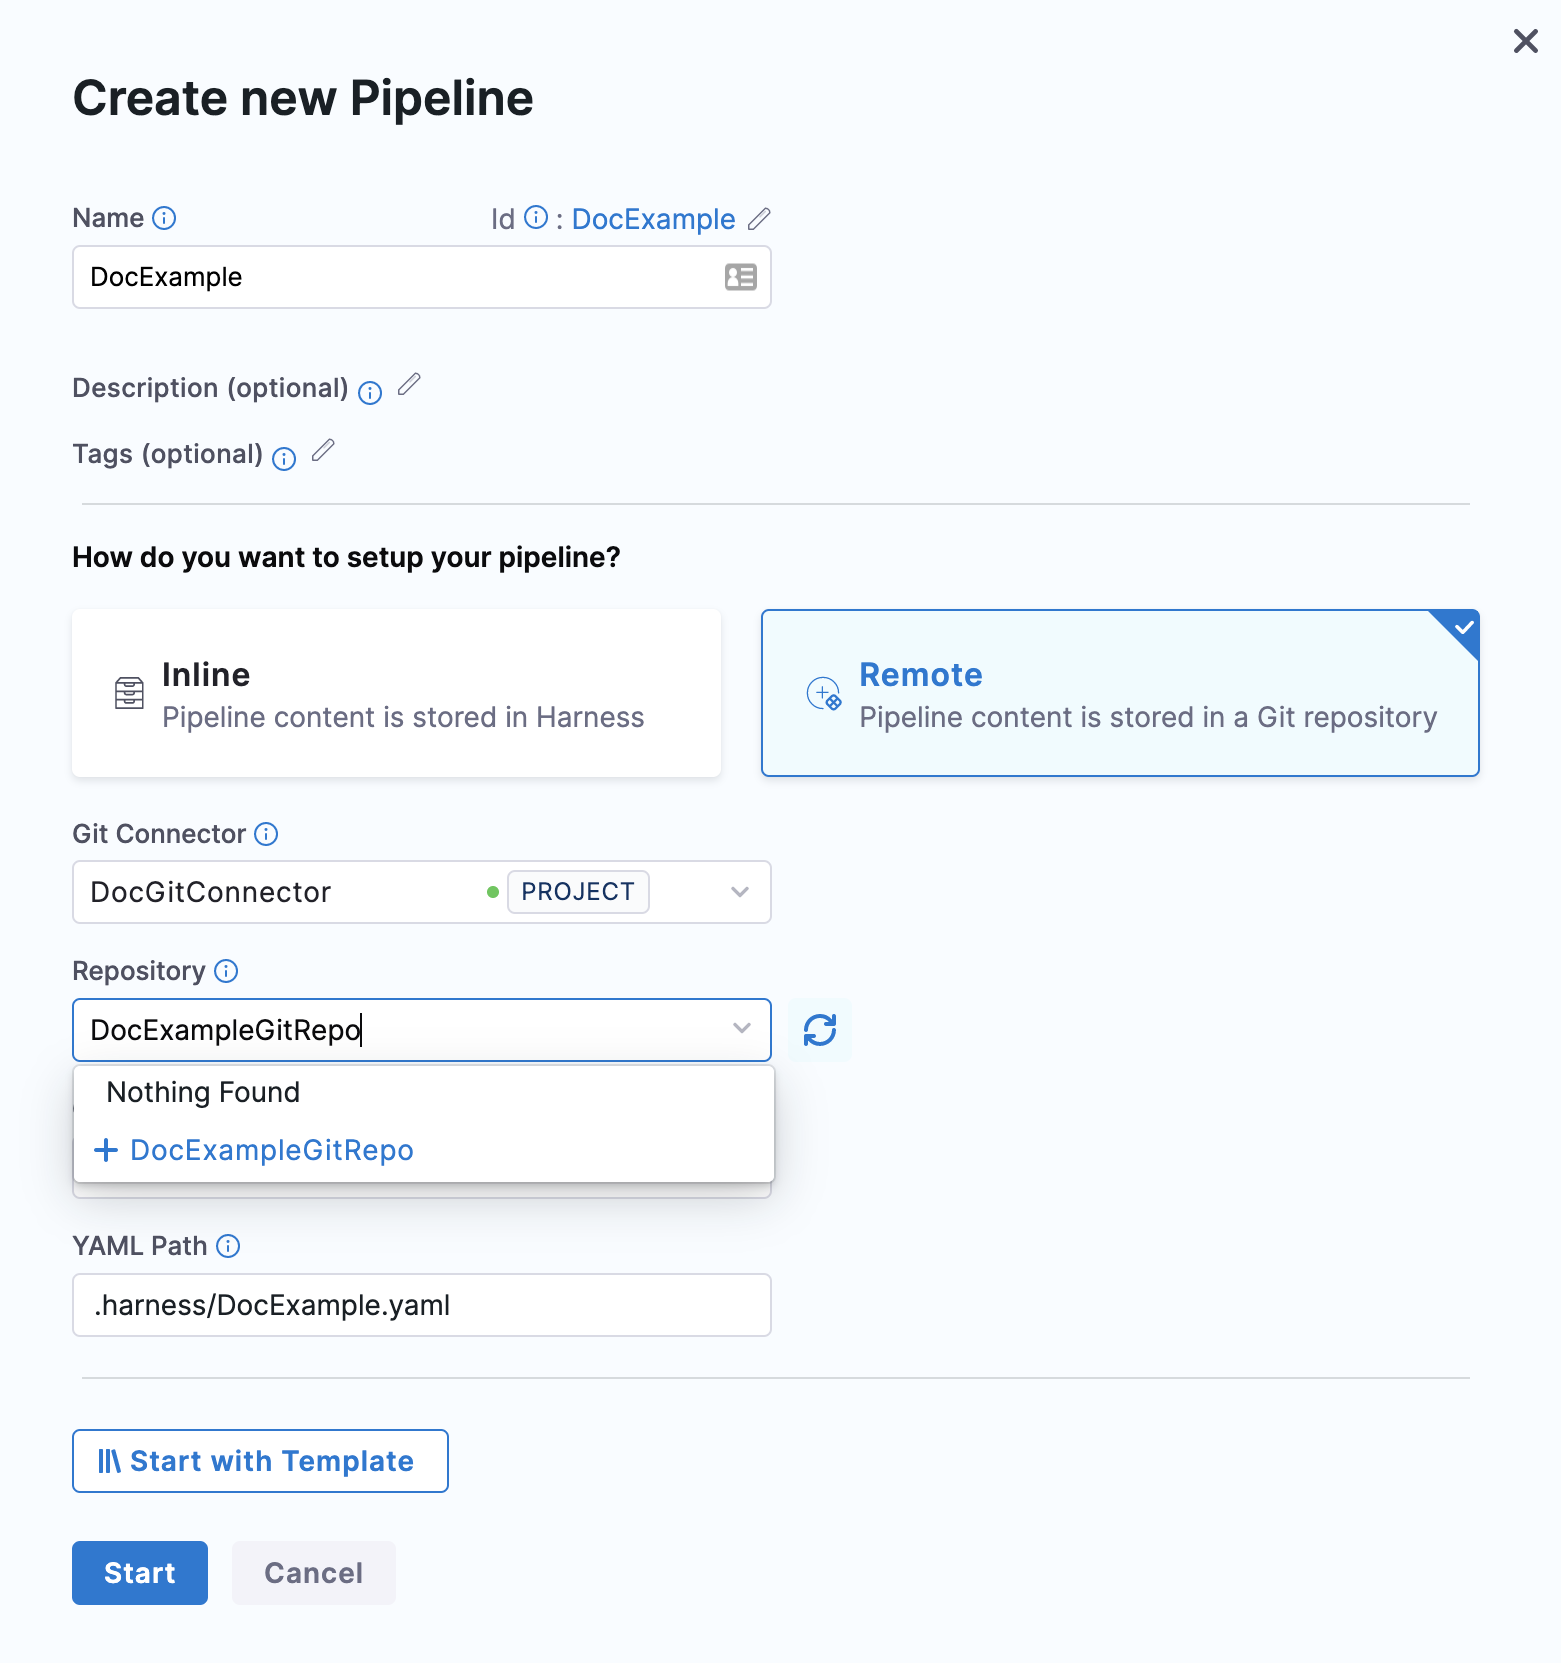 Create new Pipeline
Name
Id : DocExample
DocExample
Description (optional)
Tags (optional)
How do you want to setup your pipeline?
Inline
Pipeline content is stored in Harness
Remote
Pipeline content is stored in a Git repository
Git Connector
DocGitConnector PROJECT
Repository
DocExampleGitRepo
Nothing Found
+ DocExampleGitRepo
YAML Path
.harness/DocExample.yaml
Start with Template
Start Cancel